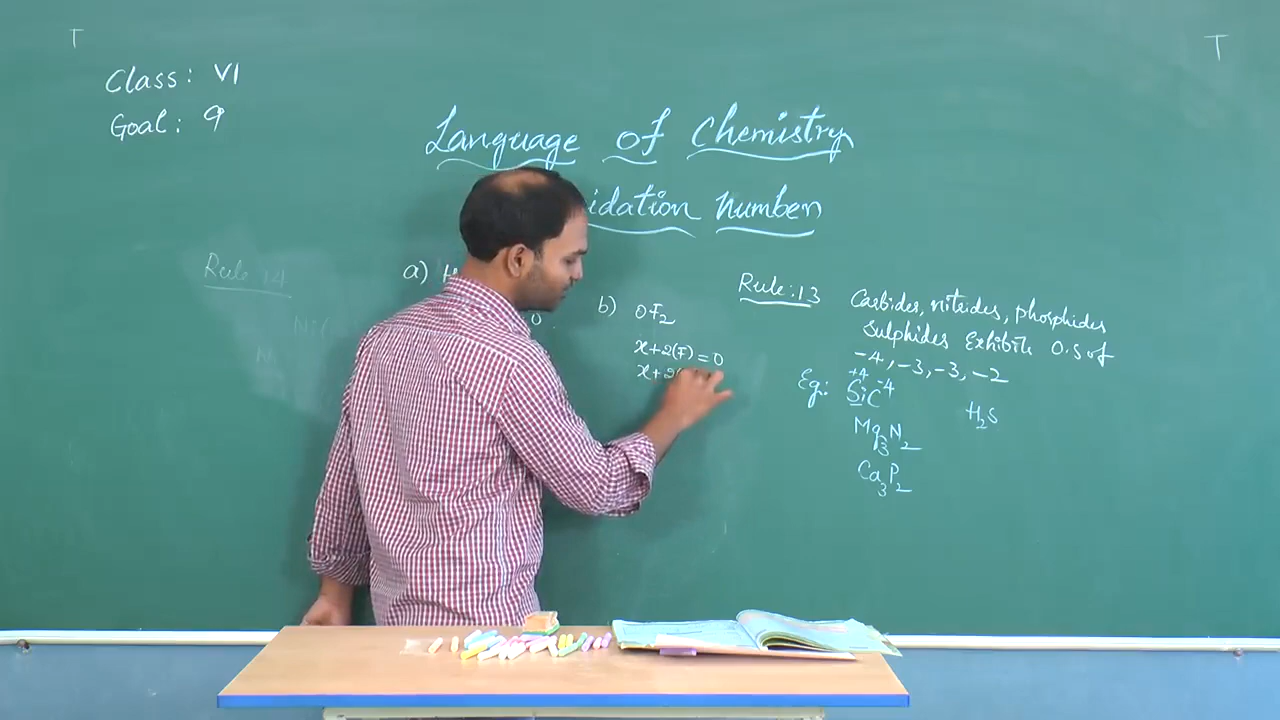 T
T
Class: VI
Goal: 9
Language of Chemistry
idation Number
Rule 14
a) H
0
b) OF2
x+2(F)=0
x+2(
Rule:13 Carbides, nitrides, phosphides
Sulphides Exhibit O.S of
-4, -3, -3, -2
Eg: +4 SiC -4
H2S
Mg3N2
Ca3P2